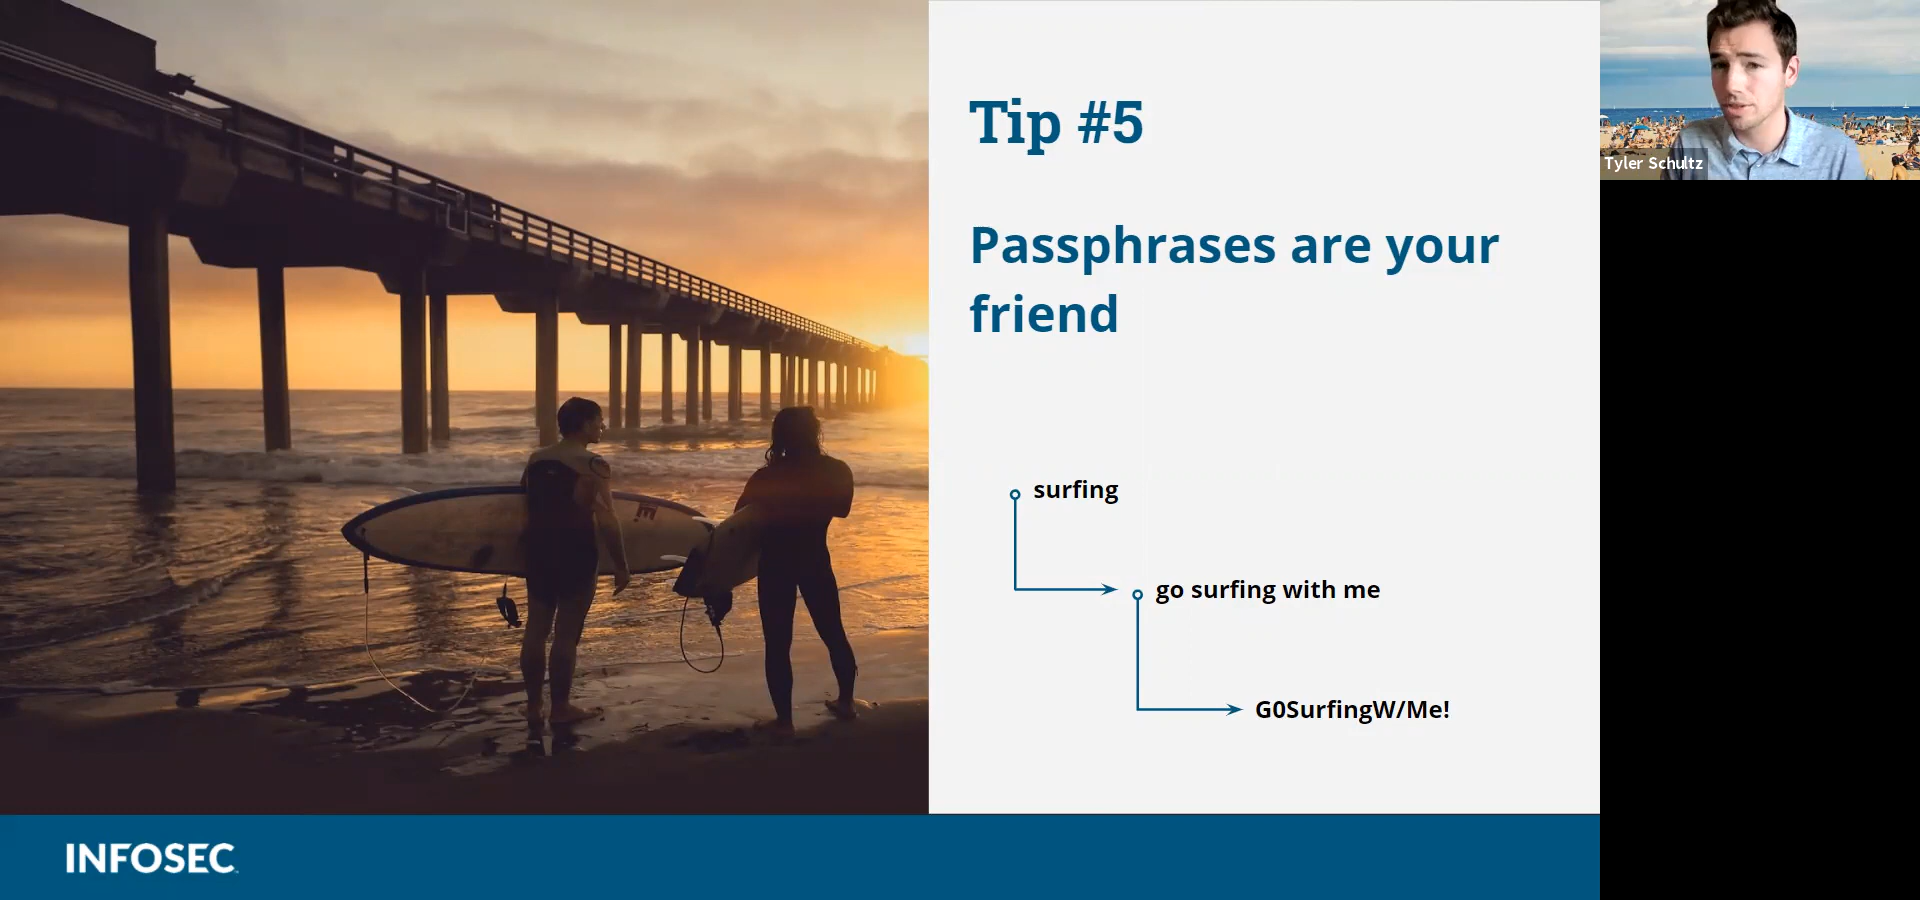 Tip #5
Passphrases are your
friend
surfing
go surfing with me
G0SurfingW/Me!
INFOSEC
Tyler Schultz